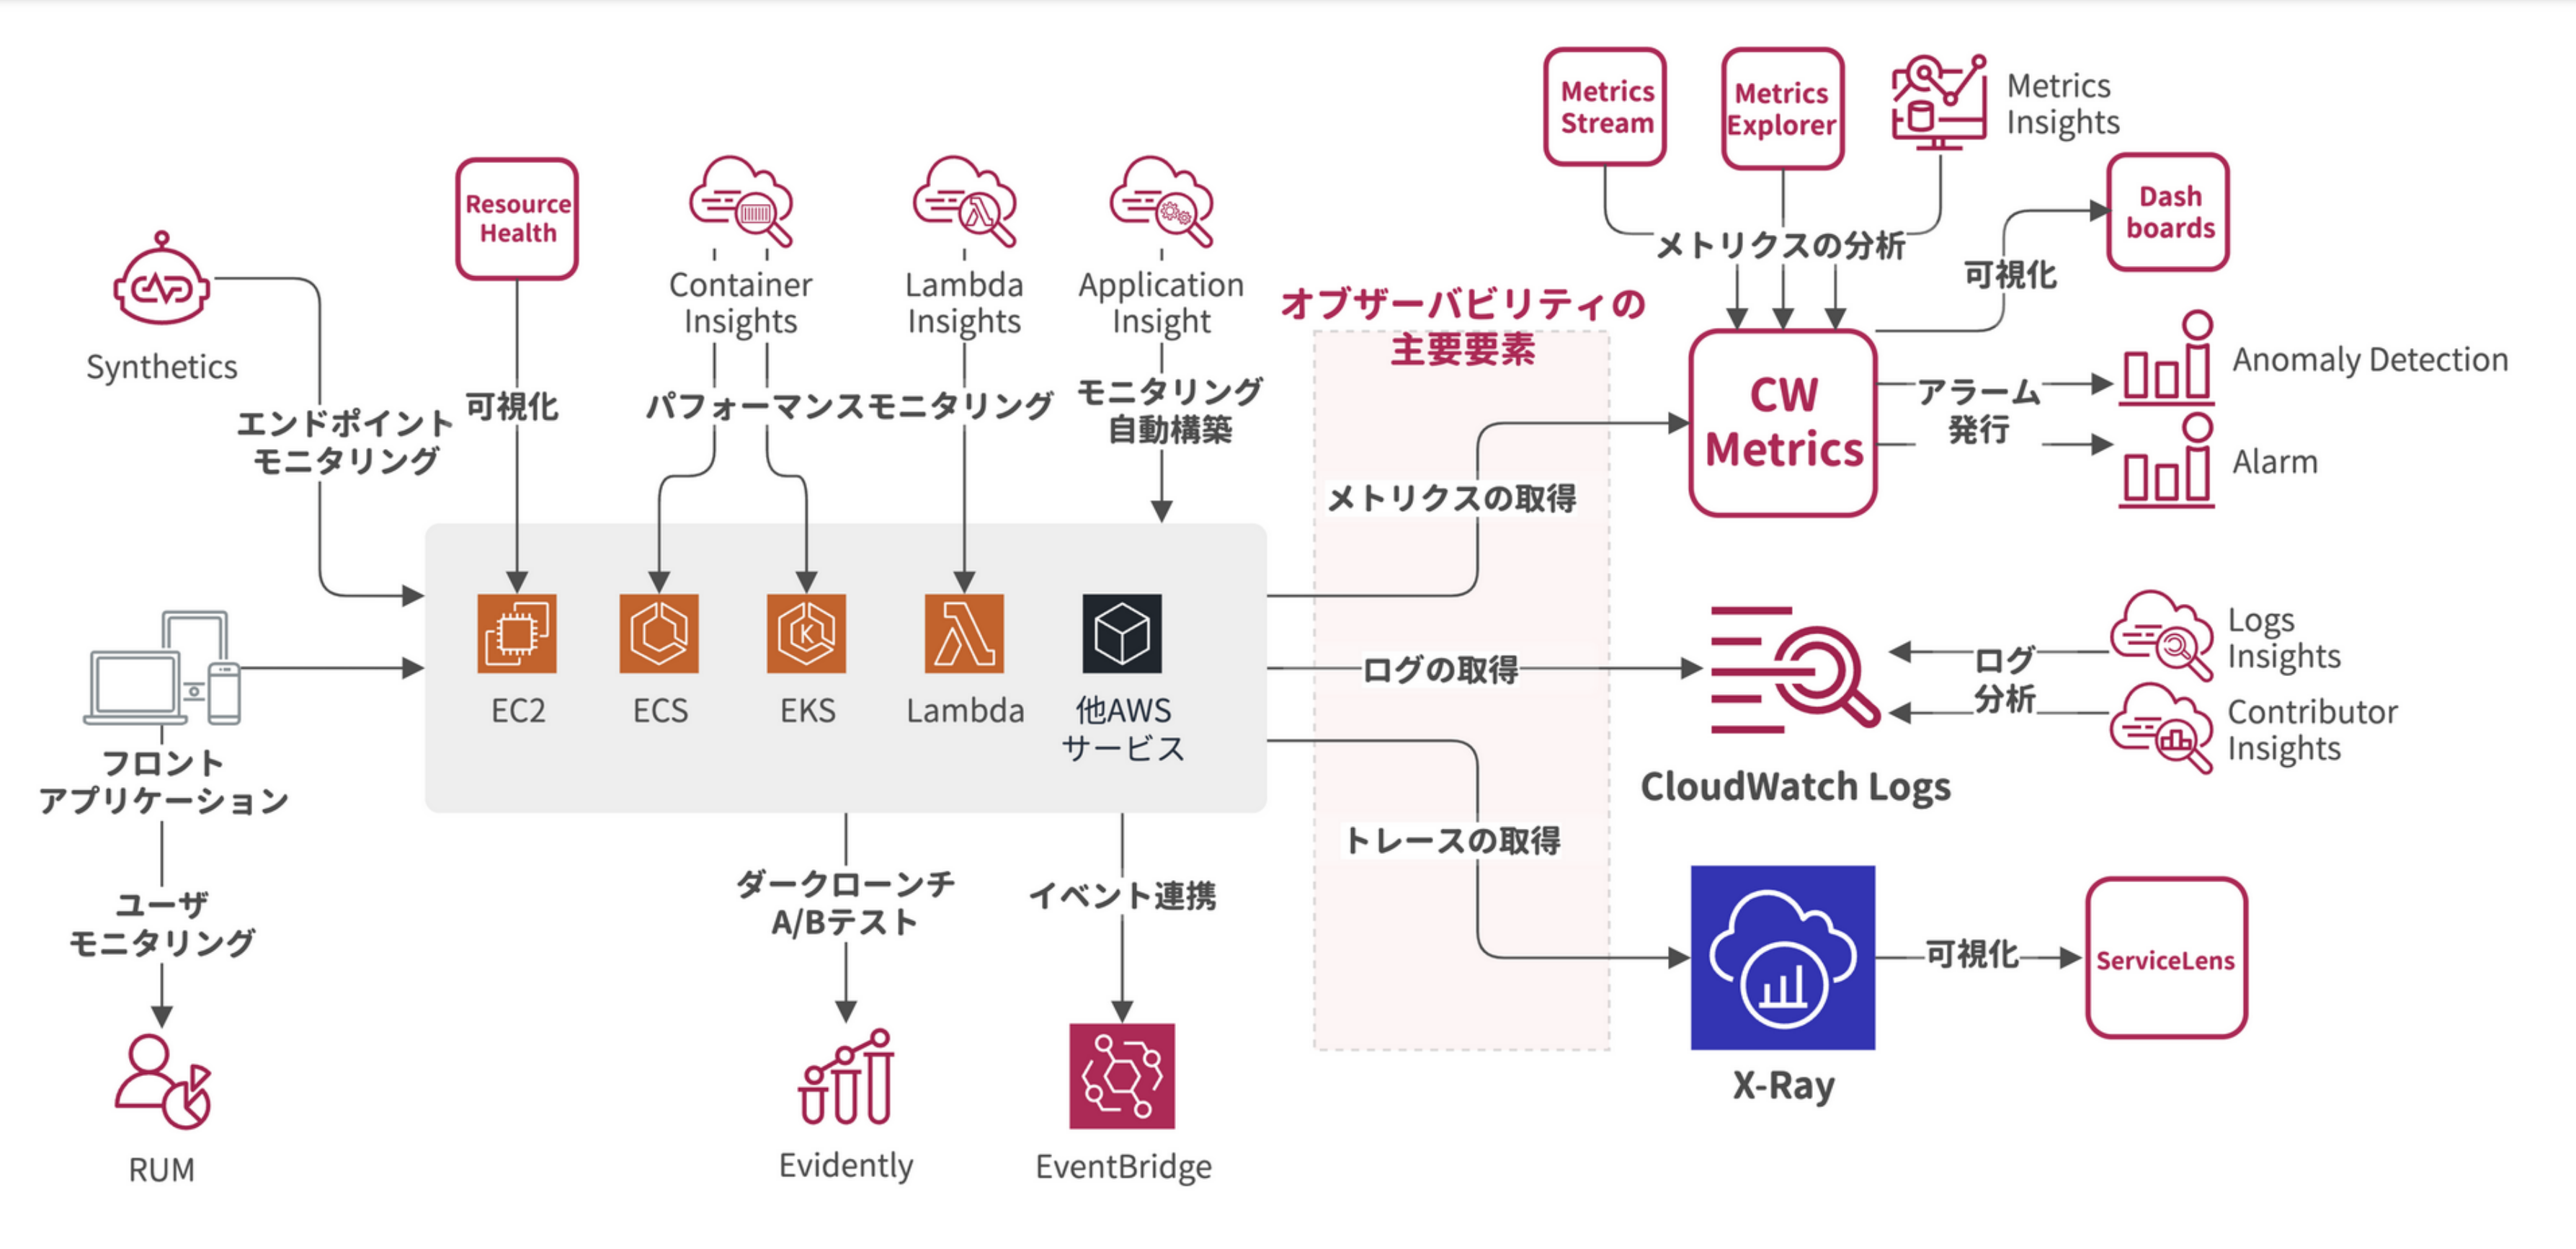 Metrics
Stream
Metrics
Explorer
Metrics
Insights
メトリクスの分析
Dash
boards
可視化
Resource
Health
Container
Insights
Lambda
Insights
Application
Insight
Synthetics
エンドポイント
モニタリング
可視化
パフォーマンスモニタリング
モニタリング
自動構築
オブザーバビリティの
主要要素
CW
Metrics
アラーム
発行
Anomaly Detection
Alarm
メトリクスの取得
EC2
ECS
EKS
Lambda
他AWS
サービス
ログの取得
CloudWatch Logs
ログ
分析
Logs
Insights
Contributor
Insights
フロント
アプリケーション
ユーザ
モニタリング
RUM
ダークローンチ
A/Bテスト
Evidently
イベント連携
EventBridge
トレースの取得
X-Ray
可視化
ServiceLens